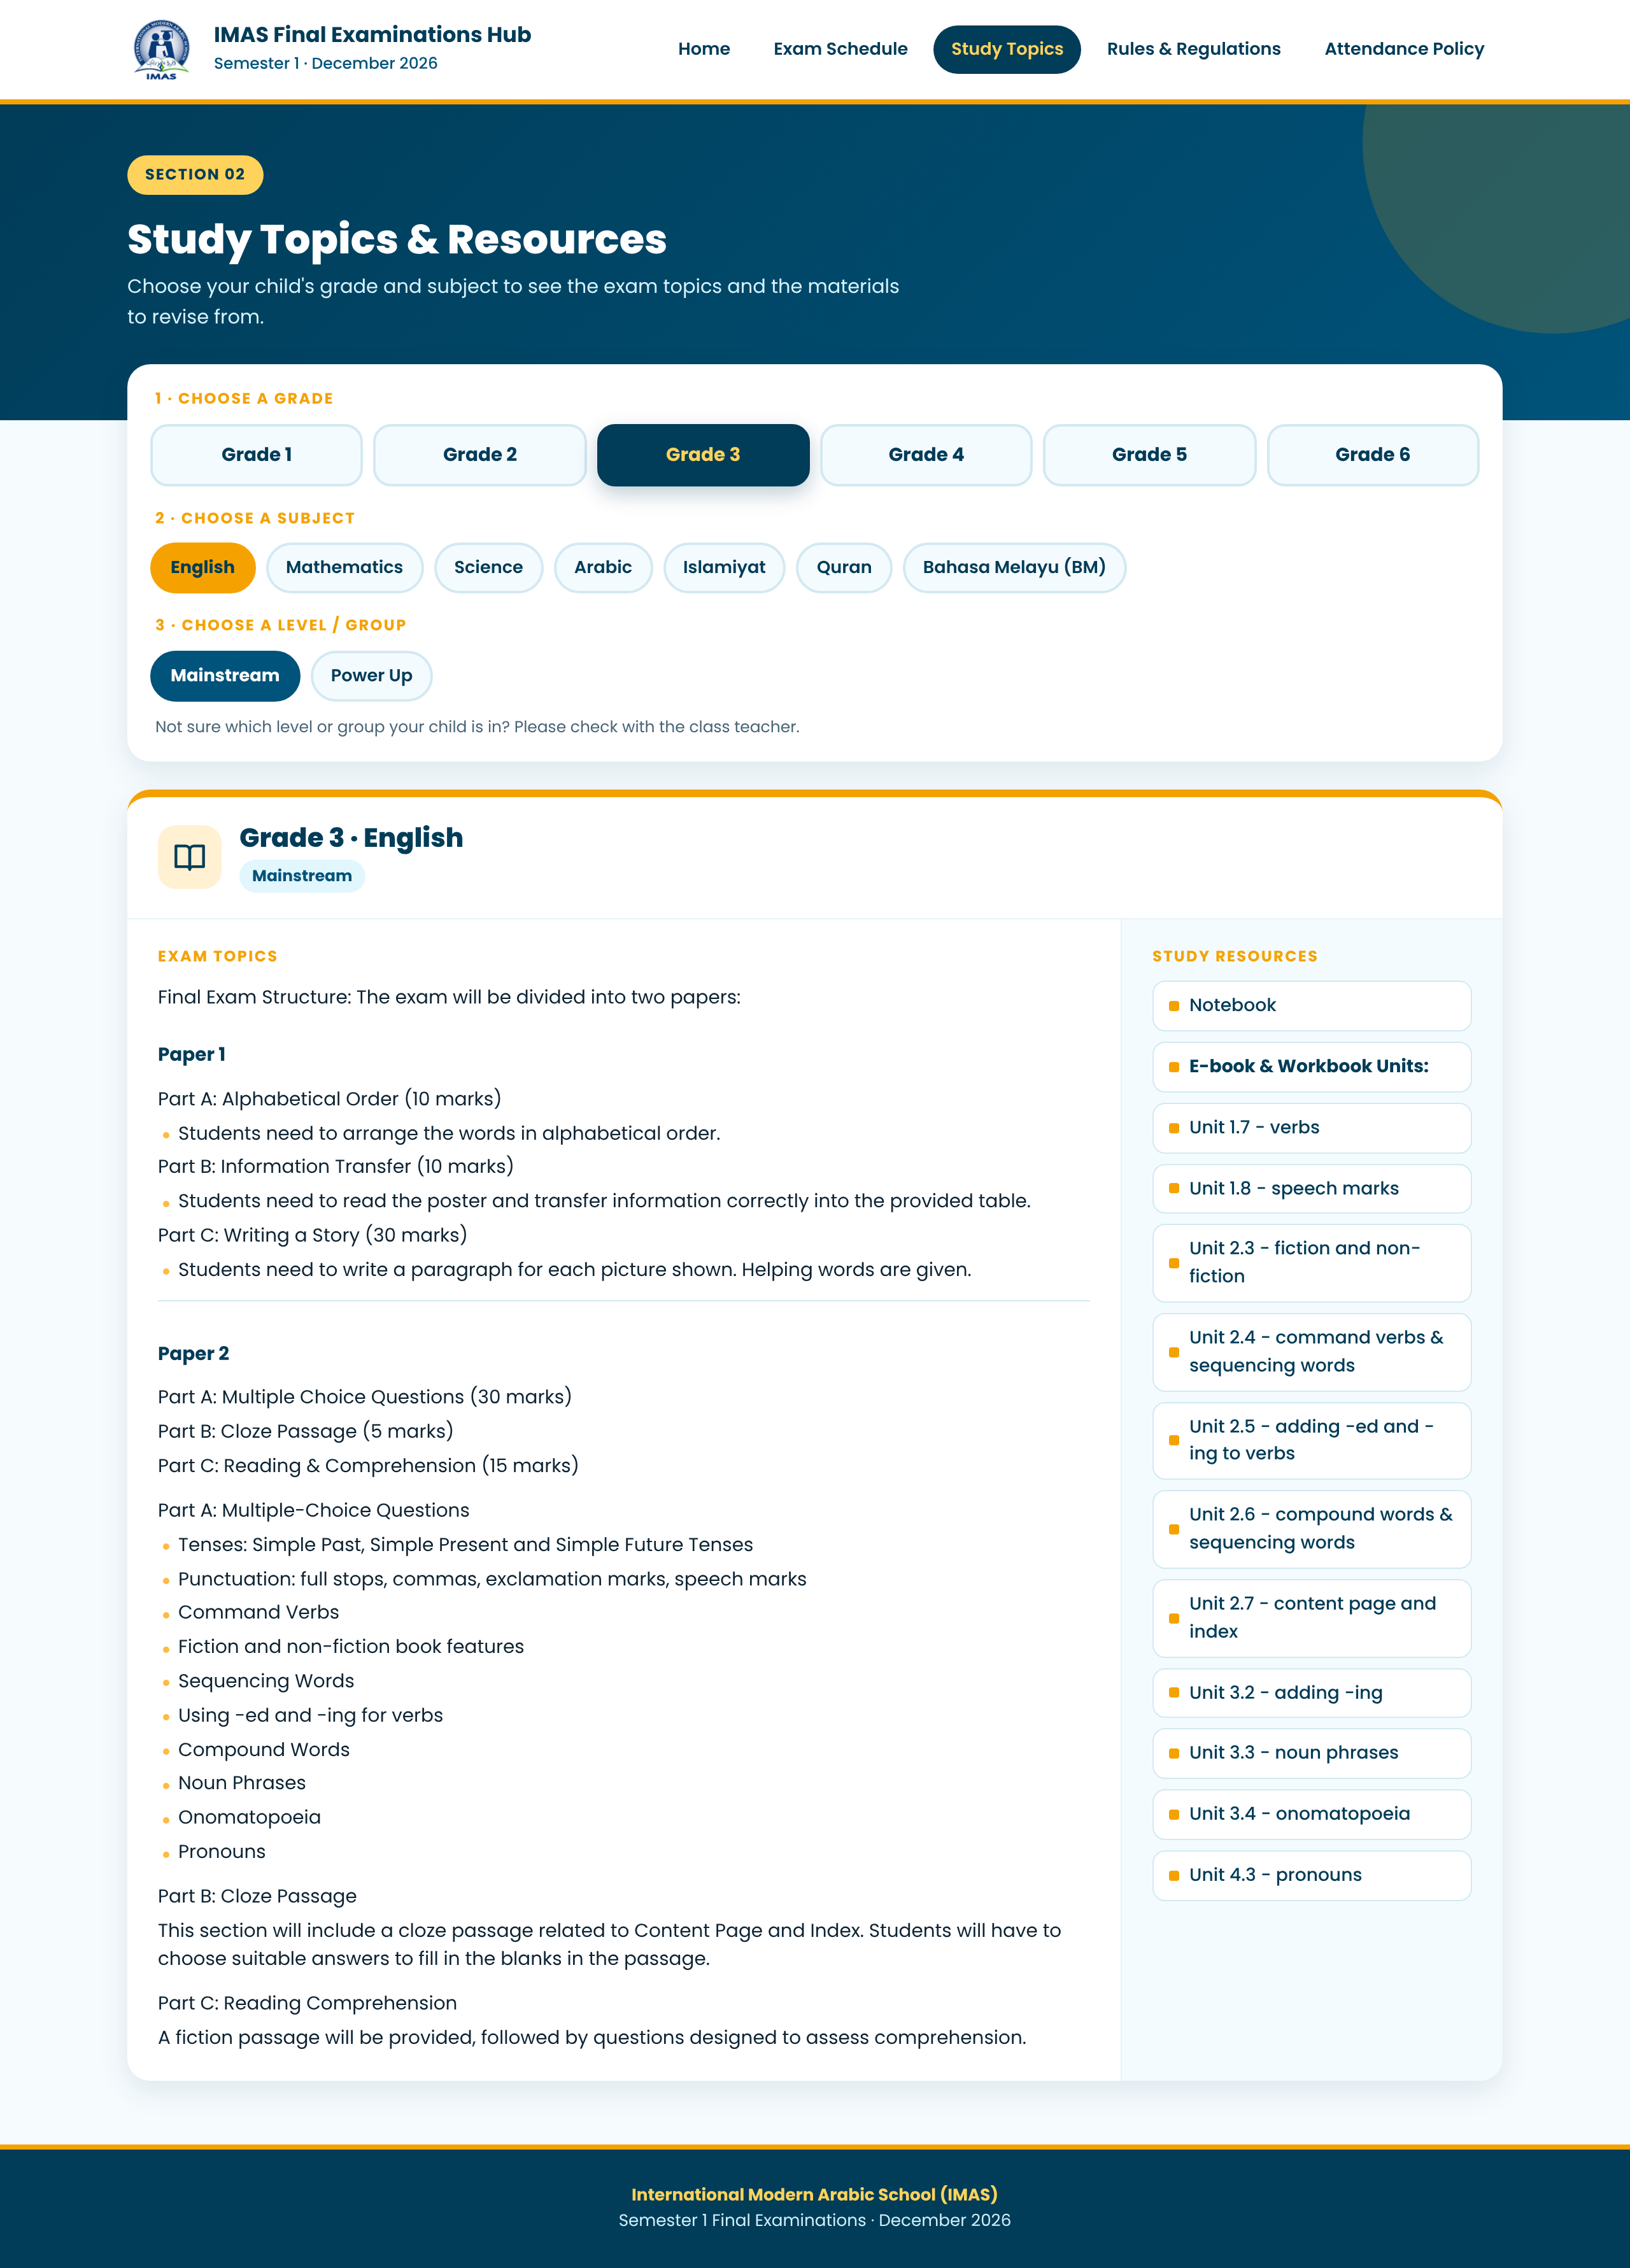 IMAS
IMAS Final Examinations Hub
Semester 1 · December 2026
Home
Exam Schedule
Study Topics
Rules & Regulations
Attendance Policy
SECTION 02
Study Topics & Resources
Choose your child's grade and subject to see the exam topics and the materials
to revise from.
1 · CHOOSE A GRADE
Grade 1
Grade 2
Grade 3
Grade 4
Grade 5
Grade 6
2 · CHOOSE A SUBJECT
English
Mathematics
Science
Arabic
Islamiyat
Quran
Bahasa Melayu (BM)
3 · CHOOSE A LEVEL / GROUP
Mainstream
Power Up
Not sure which level or group your child is in? Please check with the class teacher.
Grade 3 · English
Mainstream
EXAM TOPICS
Final Exam Structure: The exam will be divided into two papers:
Paper 1
Part A: Alphabetical Order (10 marks)
Students need to arrange the words in alphabetical order.
Part B: Information Transfer (10 marks)
Students need to read the poster and transfer information correctly into the provided table.
Part C: Writing a Story (30 marks)
Students need to write a paragraph for each picture shown. Helping words are given.
Paper 2
Part A: Multiple Choice Questions (30 marks)
Part B: Cloze Passage (5 marks)
Part C: Reading & Comprehension (15 marks)
Part A: Multiple-Choice Questions
Tenses: Simple Past, Simple Present and Simple Future Tenses
Punctuation: full stops, commas, exclamation marks, speech marks
Command Verbs
Fiction and non-fiction book features
Sequencing Words
Using -ed and -ing for verbs
Compound Words
Noun Phrases
Onomatopoeia
Pronouns
Part B: Cloze Passage
This section will include a cloze passage related to Content Page and Index. Students will have to
choose suitable answers to fill in the blanks in the passage.
Part C: Reading Comprehension
A fiction passage will be provided, followed by questions designed to assess comprehension.
STUDY RESOURCES
Notebook
E-book & Workbook Units:
Unit 1.7 - verbs
Unit 1.8 - speech marks
Unit 2.3 - fiction and non-
fiction
Unit 2.4 - command verbs &
sequencing words
Unit 2.5 - adding -ed and -
ing to verbs
Unit 2.6 - compound words &
sequencing words
Unit 2.7 - content page and
index
Unit 3.2 - adding -ing
Unit 3.3 - noun phrases
Unit 3.4 - onomatopoeia
Unit 4.3 - pronouns
International Modern Arabic School (IMAS)
Semester 1 Final Examinations · December 2026